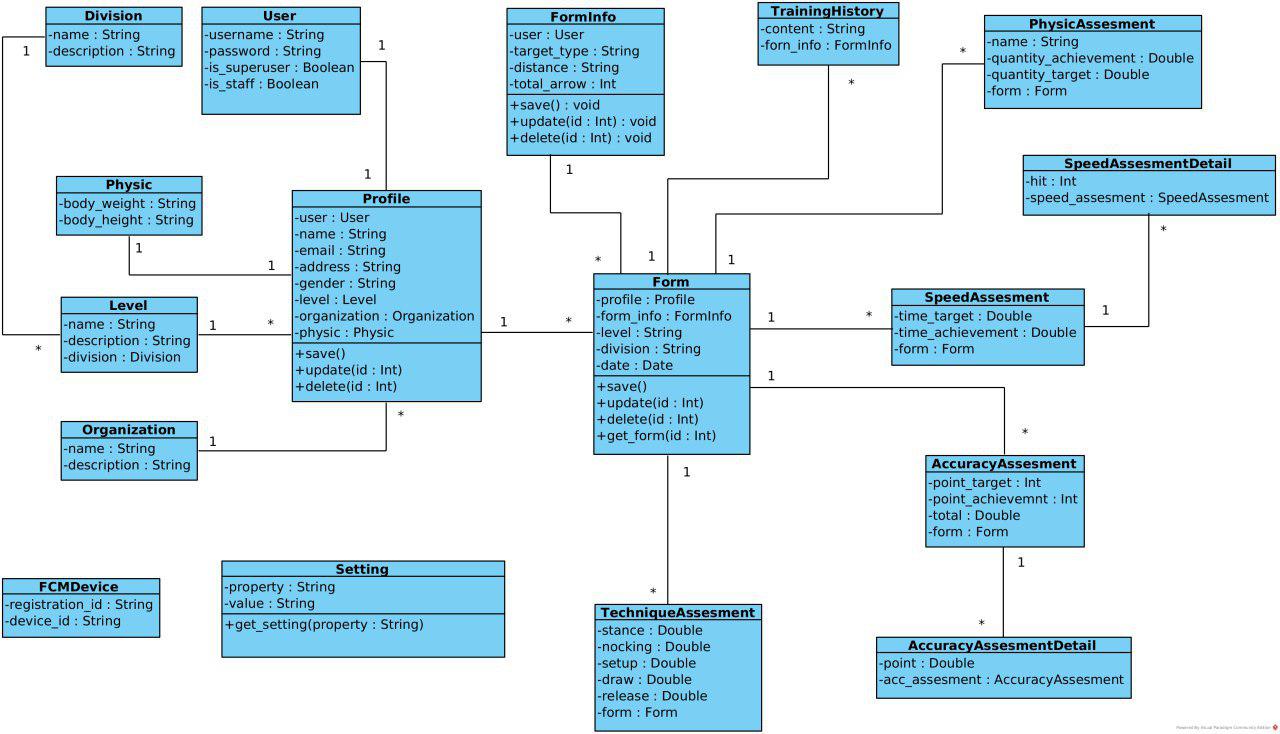 Division
-name : String
-description : String
1
User
-username : String
-password : String
-is_superuser : Boolean
-is_staff : Boolean
1
1
FormInfo
-user : User
-target_type : String
-distance : String
-total_arrow : Int
+save() : void
+update(id : Int) : void
+delete(id : Int) : void
1
*
TrainingHistory
-content : String
-forn_info : FormInfo
*
1
PhysicAssesment
-name : String
-quantity_achievement : Double
-quantity_target : Double
-form : Form
*
1
SpeedAssesmentDetail
-hit : Int
-speed_assesment : SpeedAssesment
*
1
Physic
-body_weight : String
-body_height : String
1
1
Profile
-user : User
-name : String
-email : String
-address : String
-gender : String
-level : Level
-organization : Organization
-physic : Physic
+save()
+update(id : Int)
+delete(id : Int)
1
*
Level
-name : String
-description : String
-division : Division
1
*
*
Form
-profile : Profile
-form_info : FormInfo
-level : String
-division : String
-date : Date
+save()
+update(id : Int)
+delete(id : Int)
+get_form(id : Int)
1
*
SpeedAssesment
-time_target : Double
-time_achievement : Double
-form : Form
1
*
Organization
-name : String
-description : String
1
*
AccuracyAssesment
-point_target : Int
-point_achievemnt : Int
-total : Double
-form : Form
1
*
1
*
FCMDevice
-registration_id : String
-device_id : String
Setting
-property : String
-value : String
+get_setting(property : String)
TechniqueAssesment
-stance : Double
-nocking : Double
-setup : Double
-draw : Double
-release : Double
-form : Form
AccuracyAssesmentDetail
-point : Double
-acc_assesment : AccuracyAssesment
Powered By Visual Paradigm Community Edition